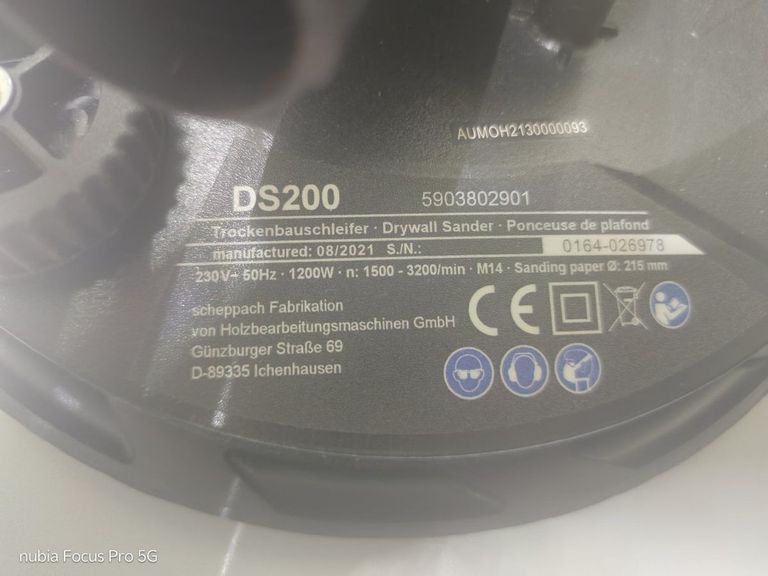 AUMOH2130000093
DS200 5903802901
Trockenbauschleifer · Drywall Sander · Ponceuse de plafond
manufactured: 08/2021 S./N.: 0164-026978
230V~ 50Hz · 1200W · n: 1500 - 3200/min · M14 · Sanding paper Ø: 215 mm
scheppach Fabrikation
von Holzbearbeitungsmaschinen GmbH
Günzburger Straße 69
D-89335 Ichenhausen
CE
nubia Focus Pro 5G